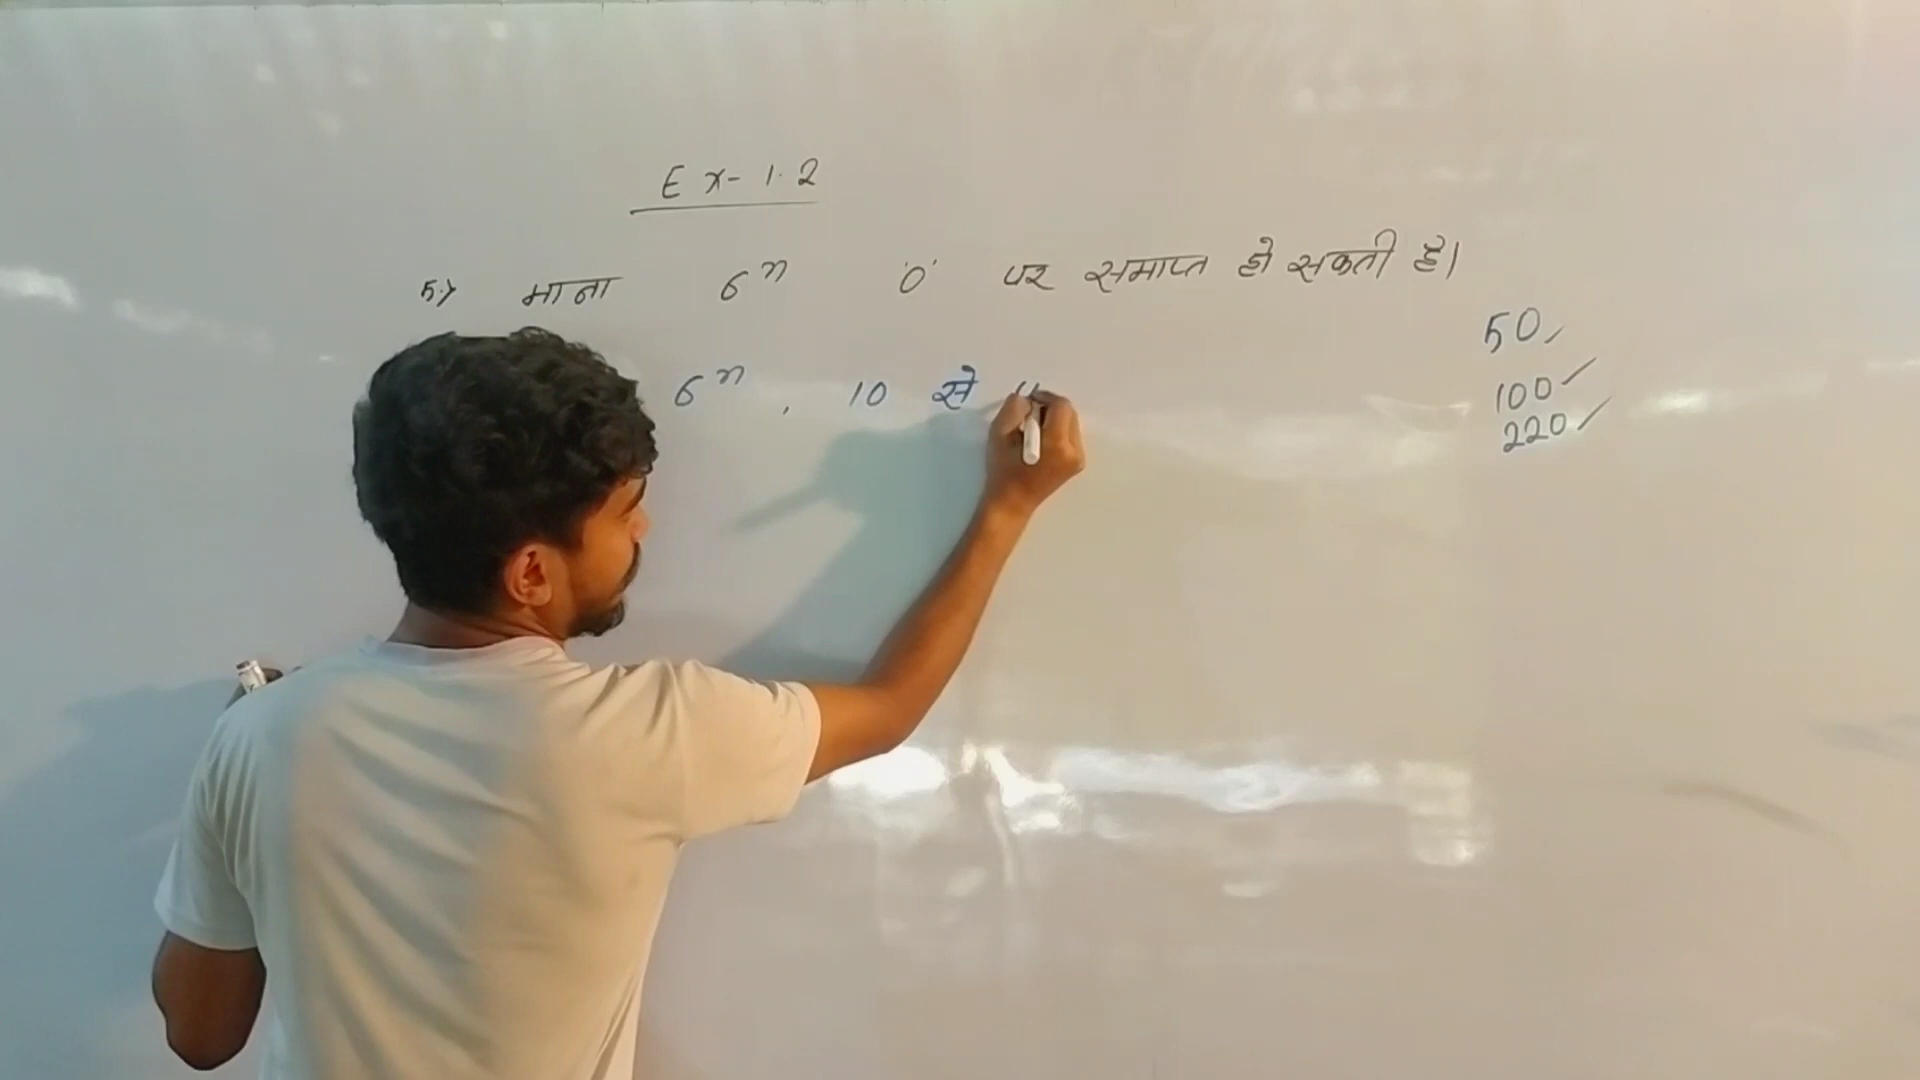 Ex-1.2
5.) माना 6ⁿ '0' पर समाप्त हो सकती है।
6ⁿ, 10 से
50
100
220